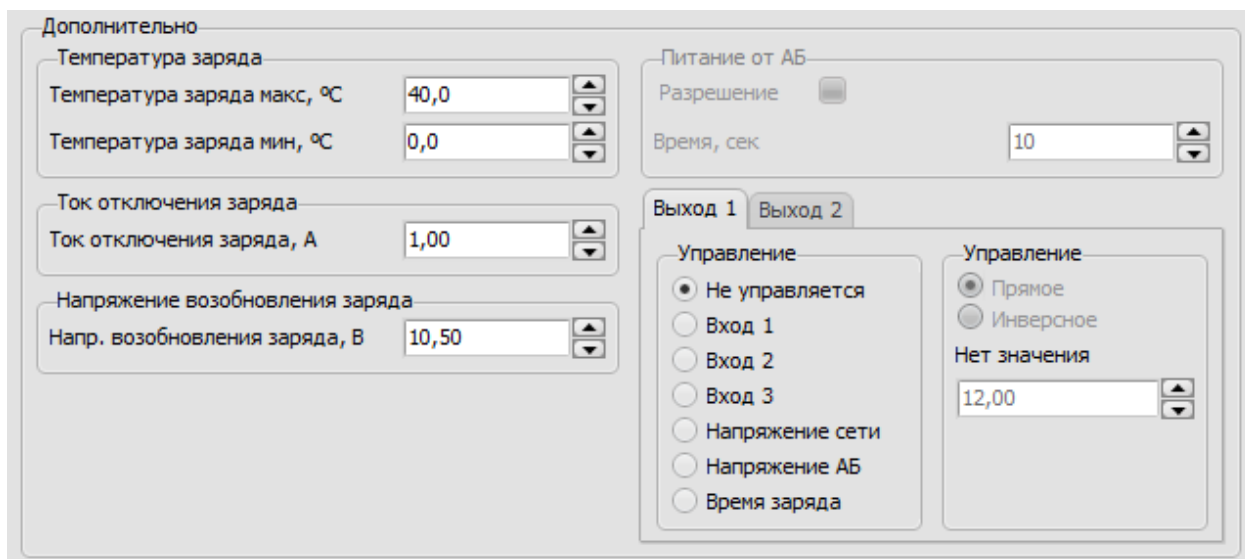 Дополнительно
Температура заряда
Температура заряда макс, ºС
40,0
Температура заряда мин, ºС
0,0
Ток отключения заряда
Ток отключения заряда, А
1,00
Напряжение возобновления заряда
Напр. возобновления заряда, В
10,50
Питание от АБ
Разрешение
Время, сек
10
Выход 1
Выход 2
Управление
Не управляется
Вход 1
Вход 2
Вход 3
Напряжение сети
Напряжение АБ
Время заряда
Управление
Прямое
Инверсное
Нет значения
12,00